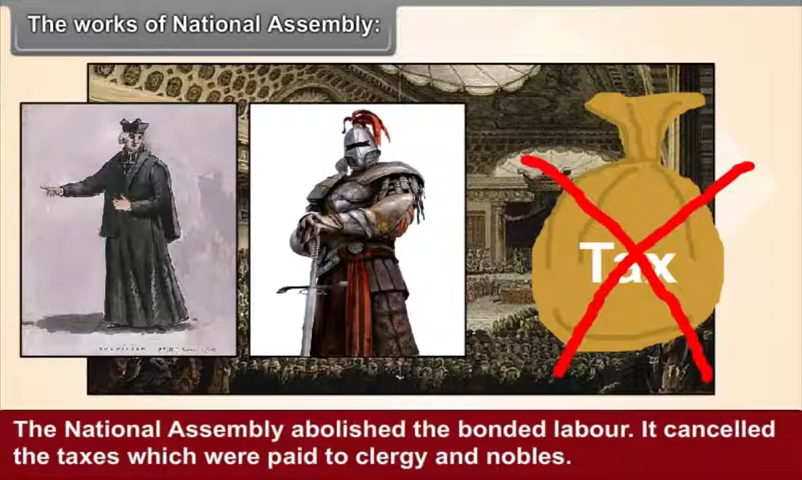 The works of National Assembly:
Tax
The National Assembly abolished the bonded labour. It cancelled
the taxes which were paid to clergy and nobles.